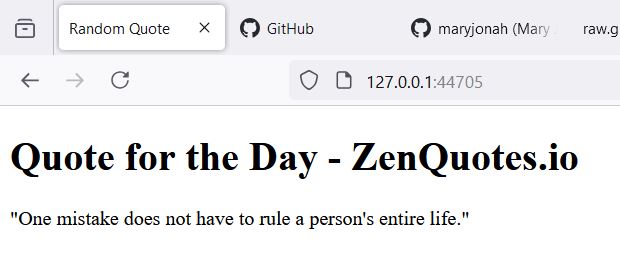 Random Quote
GitHub
maryjonah (Mary
raw.g
127.0.0.1:44705
Quote for the Day - ZenQuotes.io
"One mistake does not have to rule a person's entire life."